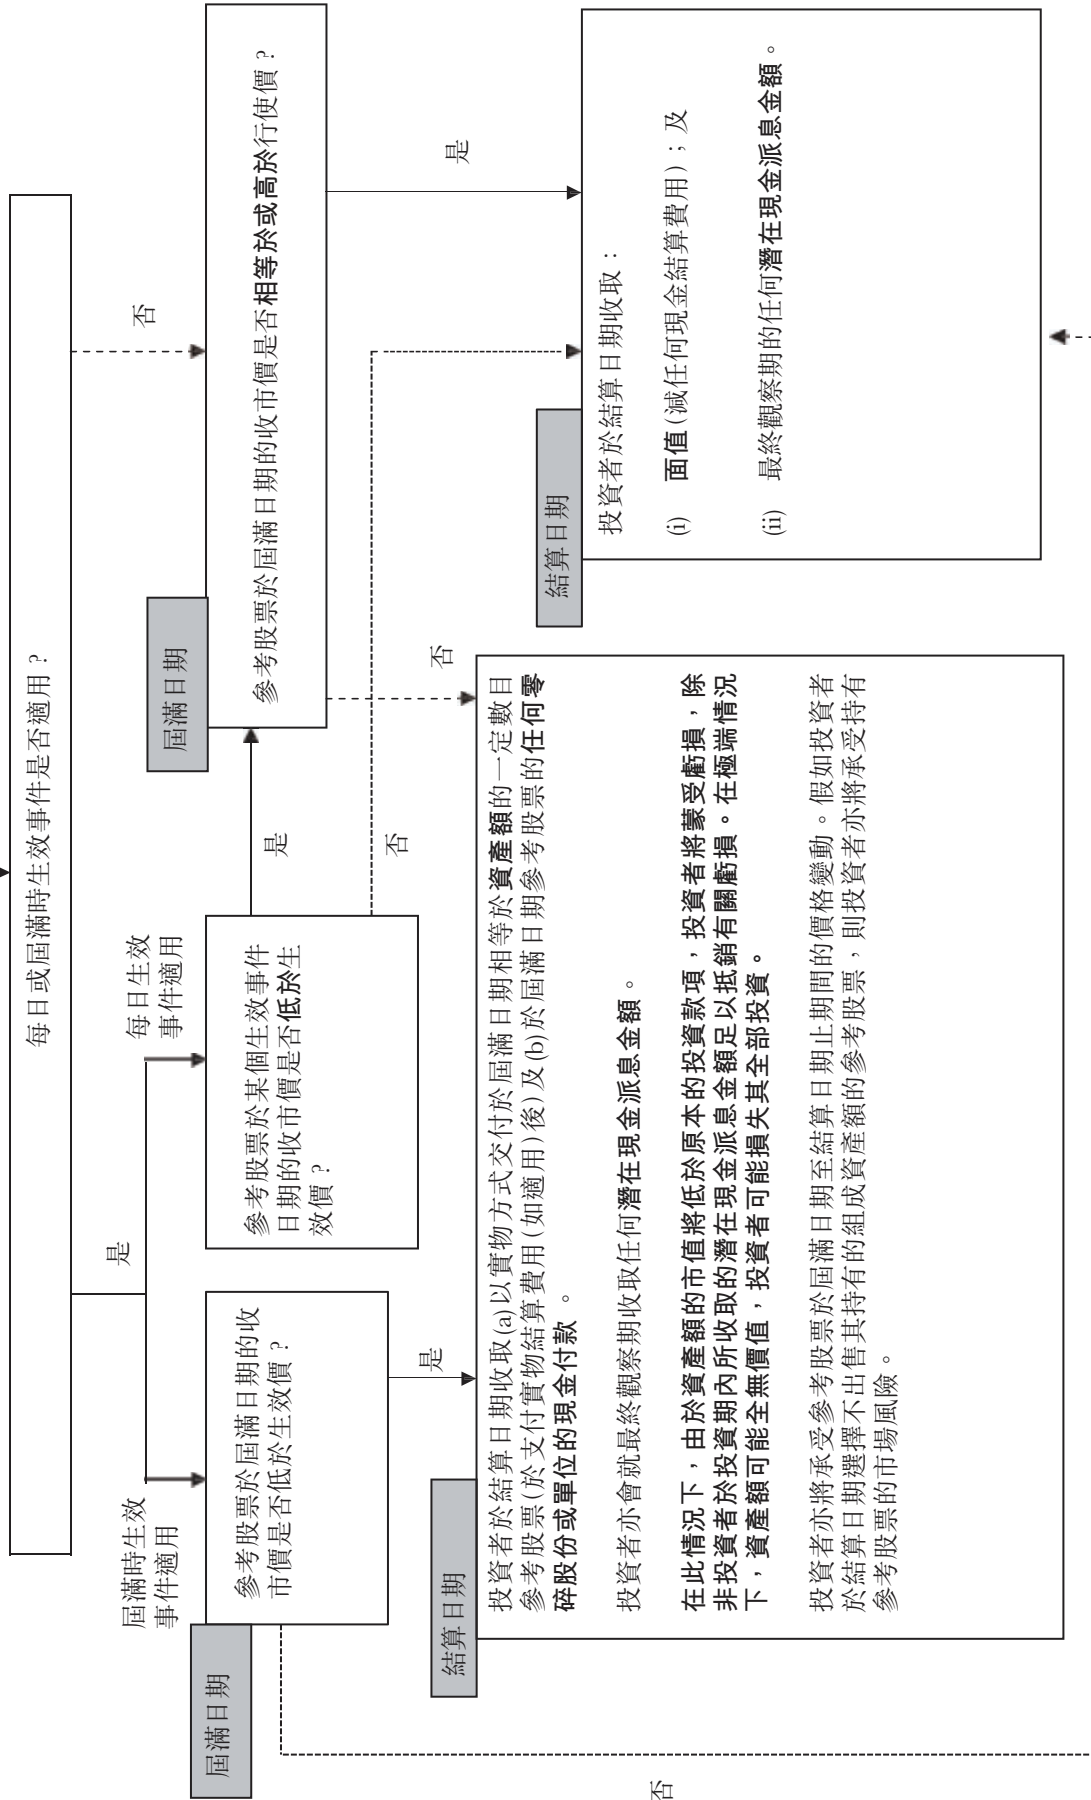 每日或屆滿時生效事件是否適用？
是
否
屆滿時生效
事件適用
每日生效
事件適用
屆滿日期
參考股票於屆滿日期的收
市價是否低於生效價？
參考股票於某個生效事件
日期的收市價是否低於生
效價？
是
否
屆滿日期
參考股票於屆滿日期的收市價是否相等於或高於行使價？
是
否
是
否
結算日期
投資者於結算日期收取(a)以實物方式交付於屆滿日期相等於資產額的一定數目
參考股票(於支付實物結算費用(如適用)後)及(b)於屆滿日期參考股票的任何零
碎股份或單位的現金付款。
投資者亦會就最終觀察期收取任何潛在現金派息金額。
在此情況下，由於資產額的市值將低於原本的投資款項，投資者將蒙受虧損，除
非投資者於投資期內所收取的潛在現金派息金額足以抵銷有關虧損。在極端情況
下，資產額可能全無價值，投資者可能損失其全部投資。
投資者亦將承受參考股票於屆滿日期至結算日期止期間的價格變動。假如投資者
於結算日期選擇不出售其持有的組成資產額的參考股票，則投資者亦將承受持有
參考股票的市場風險。
結算日期
投資者於結算日期收取：
(i) 面值(減任何現金結算費用)；及
(ii) 最終觀察期的任何潛在現金派息金額。